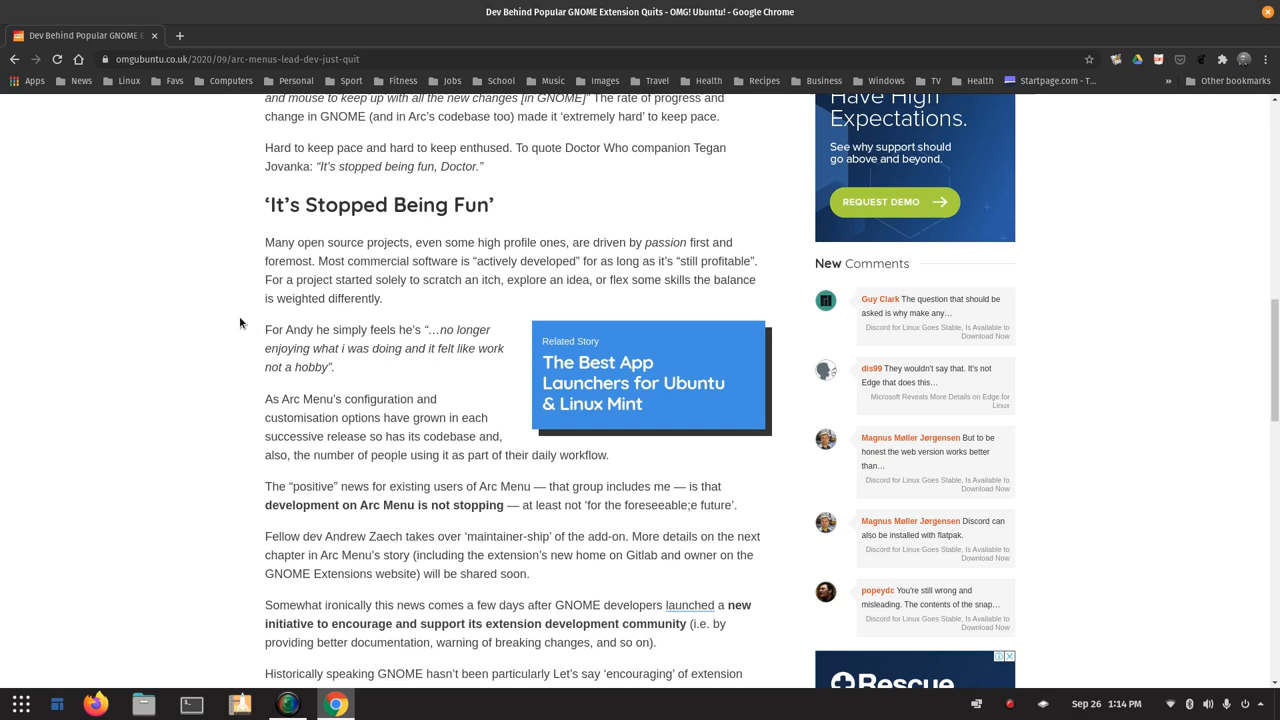 Dev Behind Popular GNOME Extension Quits - OMG! Ubuntu! - Google Chrome
Dev Behind Popular GNOME E
omgubuntu.co.uk/2020/09/arc-menus-lead-dev-just-quit
Apps News Linux Favs Computers Personal Sport Fitness Jobs School Music Images Travel Health Recipes Business Windows TV Health Startpage.com - T... » Other bookmarks
and mouse to keep up with all the new changes [in GNOME]” The rate of progress and
change in GNOME (and in Arc’s codebase too) made it ‘extremely hard’ to keep pace.
Hard to keep pace and hard to keep enthused. To quote Doctor Who companion Tegan
Jovanka: “It’s stopped being fun, Doctor.”
‘It’s Stopped Being Fun’
Many open source projects, even some high profile ones, are driven by passion first and
foremost. Most commercial software is “actively developed” for as long as it’s “still profitable”.
For a project started solely to scratch an itch, explore an idea, or flex some skills the balance
is weighted differently.
For Andy he simply feels he’s “…no longer
enjoying what i was doing and it felt like work
not a hobby”.
Related Story
The Best App
Launchers for Ubuntu
& Linux Mint
As Arc Menu’s configuration and
customisation options have grown in each
successive release so has its codebase and,
also, the number of people using it as part of their daily workflow.
The “positive” news for existing users of Arc Menu — that group includes me — is that
development on Arc Menu is not stopping — at least not ‘for the foreseeable;e future’.
Fellow dev Andrew Zaech takes over ‘maintainer-ship’ of the add-on. More details on the next
chapter in Arc Menu’s story (including the extension’s new home on Gitlab and owner on the
GNOME Extensions website) will be shared soon.
Somewhat ironically this news comes a few days after GNOME developers launched a new
initiative to encourage and support its extension development community (i.e. by
providing better documentation, warning of breaking changes, and so on).
Historically speaking GNOME hasn’t been particularly Let’s say ‘encouraging’ of extension
Have High
Expectations.
See why support should
go above and beyond.
REQUEST DEMO
New Comments
Guy Clark The question that should be
asked is why make any…
Discord for Linux Goes Stable, Is Available to
Download Now
dis99 They wouldn't say that. It's not
Edge that does this…
Microsoft Reveals More Details on Edge for
Linux
Magnus Møller Jørgensen But to be
honest the web version works better
than…
Discord for Linux Goes Stable, Is Available to
Download Now
Magnus Møller Jørgensen Discord can
also be installed with flatpak.
Discord for Linux Goes Stable, Is Available to
Download Now
popeydc You're still wrong and
misleading. The contents of the snap…
Discord for Linux Goes Stable, Is Available to
Download Now
Rescue
Sep 26 1:14 PM